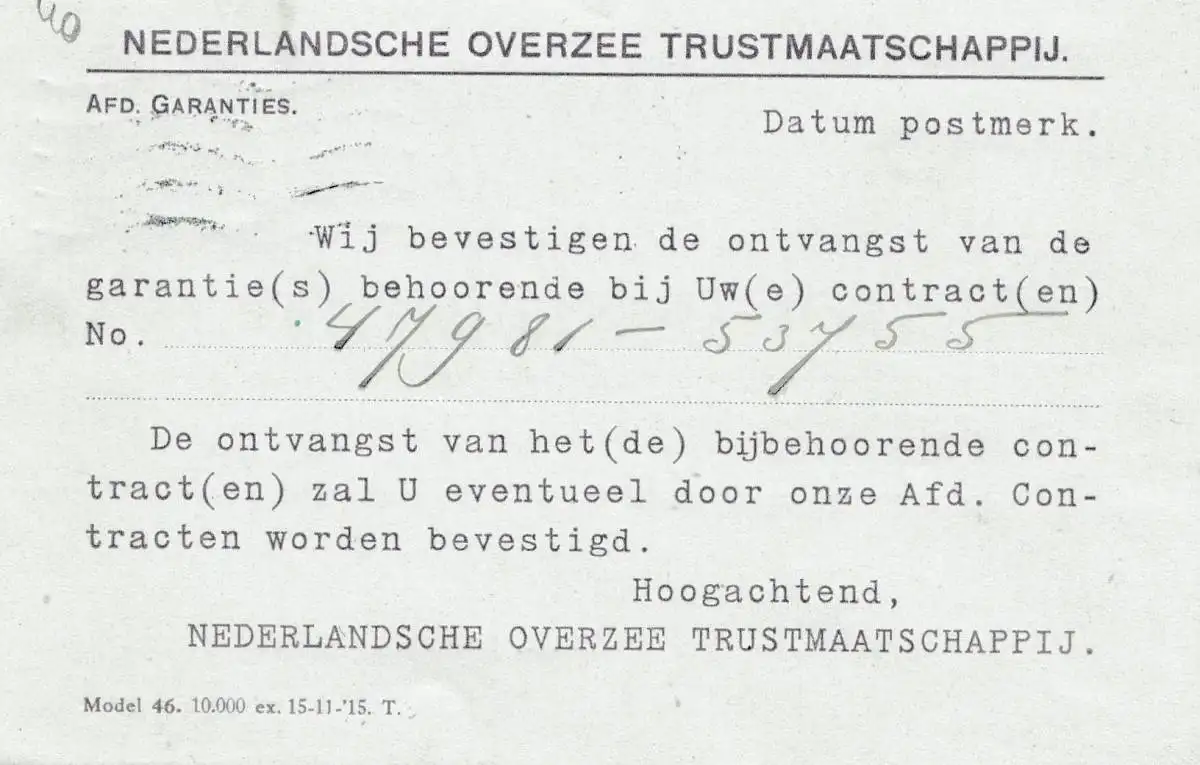 40
NEDERLANDSCHE OVERZEE TRUSTMAATSCHAPPIJ.
AFD. GARANTIES.
Datum postmerk.
Wij bevestigen de ontvangst van de
garantie(s) behoorende bij Uw(e) contract(en)
No. 47981 - 53755
De ontvangst van het(de) bijbehoorende con-
tract(en) zal U eventueel door onze Afd. Con-
tracten worden bevestigd.
Hoogachtend,
NEDERLANDSCHE OVERZEE TRUSTMAATSCHAPPIJ.
Model 46. 10.000 ex. 15-11-'15. T.